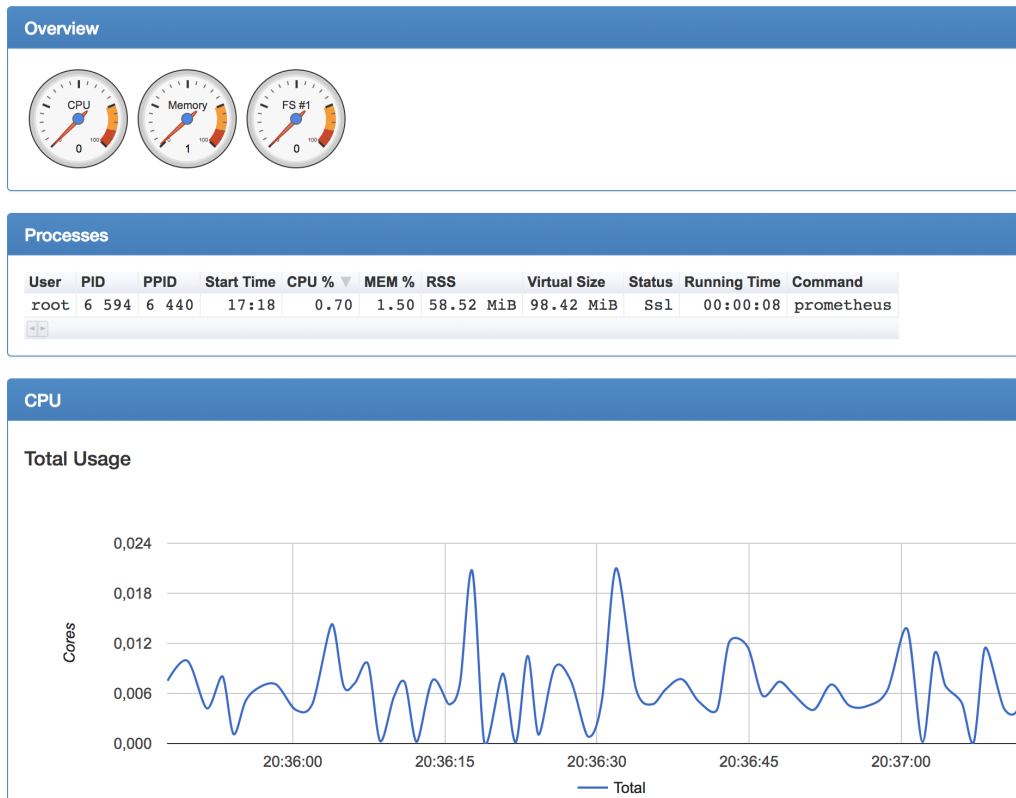 Overview
CPU Memory FS #1
0 100 0 100 0 100
0 1 0
Processes
User PID PPID Start Time CPU % MEM % RSS Virtual Size Status Running Time Command
root 6 594 6 440 17:18 0.70 1.50 58.52 MiB 98.42 MiB Ssl 00:00:08 prometheus
CPU
Total Usage
0,024
0,018
0,012
0,006
0,000
Cores
20:36:00 20:36:15 20:36:30 20:36:45 20:37:00
Total